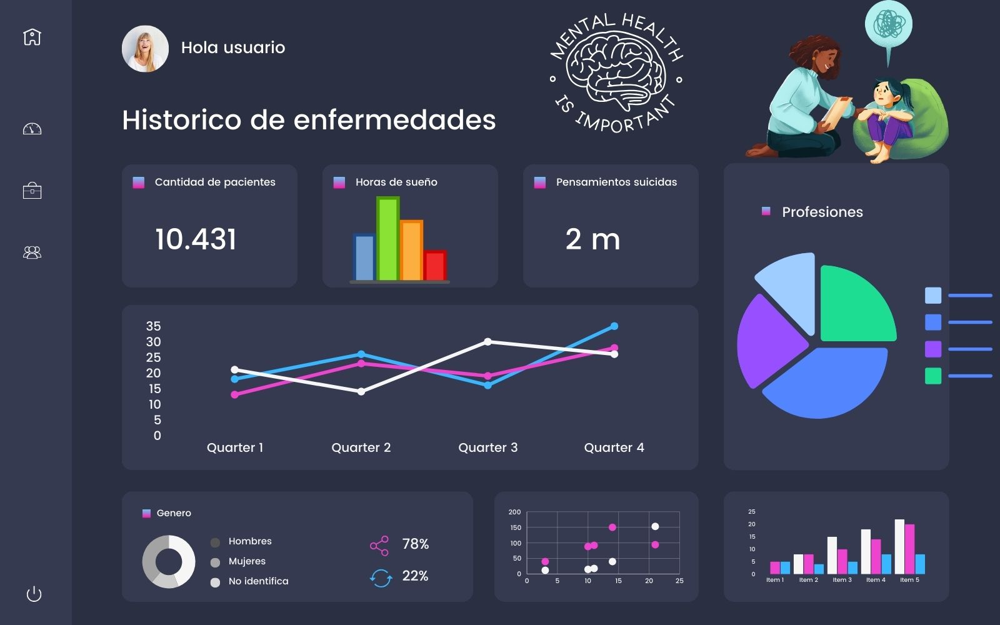 Hola usuario
MENTAL HEALTH
IS IMPORTANT
Historico de enfermedades
Cantidad de pacientes
10.431
Horas de sueño
Pensamientos suicidas
2 m
Profesiones
35
30
25
20
15
10
5
0
Quarter 1
Quarter 2
Quarter 3
Quarter 4
Genero
Hombres
Mujeres
No identifica
78%
22%
200
150
100
50
0
0
5
10
15
20
25
25
20
15
10
5
0
Item 1
Item 2
Item 3
Item 4
Item 5